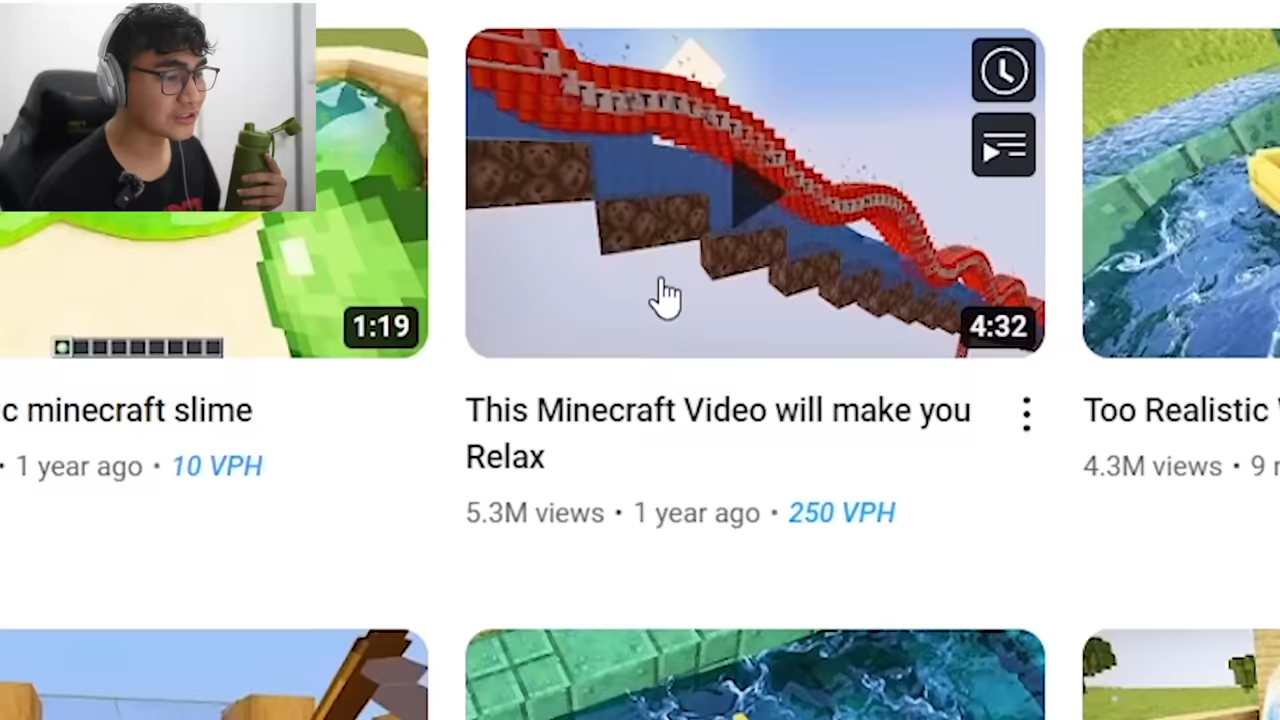 1:19
4:32
c minecraft slime
• 1 year ago • 10 VPH
This Minecraft Video will make you
Relax
5.3M views • 1 year ago • 250 VPH
Too Realistic
4.3M views • 9